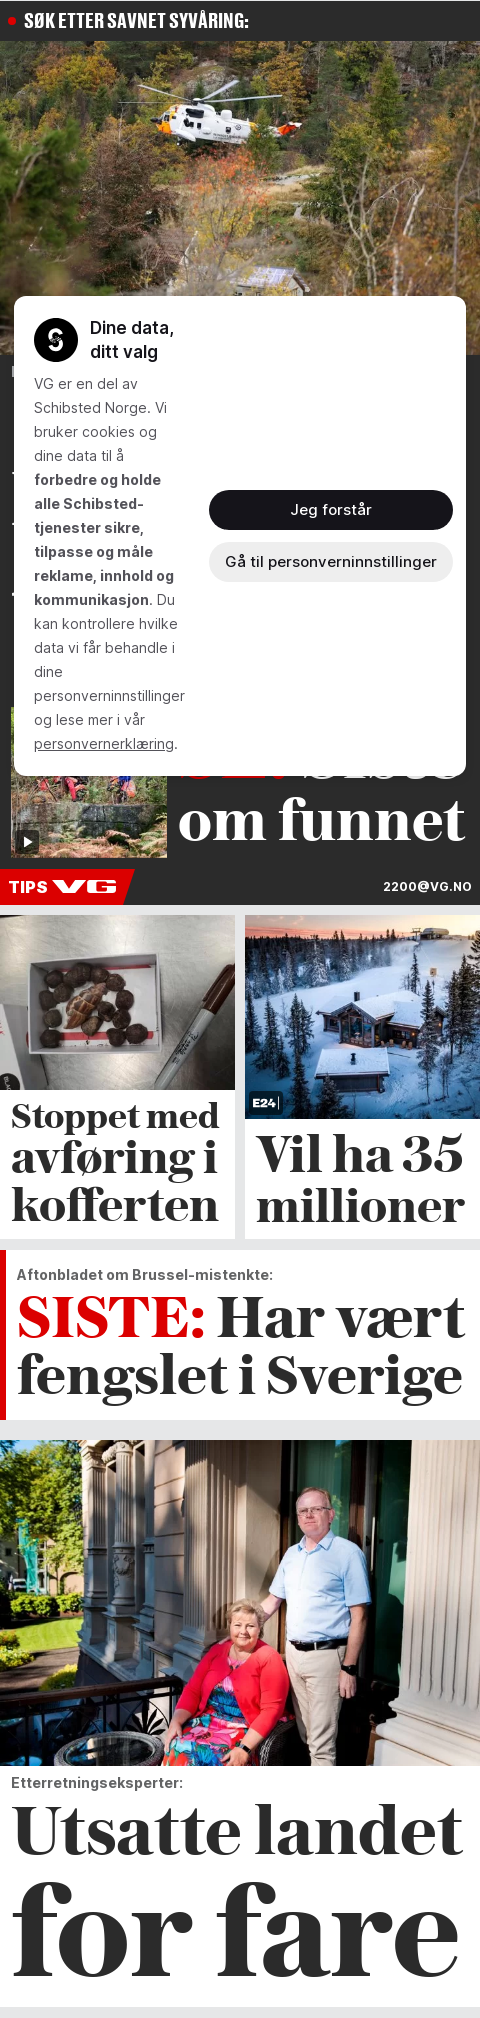 SØK ETTER SAVNET SYVÅRING:
Dine data,
ditt valg
VG er en del av
Schibsted Norge. Vi
bruker cookies og
dine data til å
forbedre og holde
alle Schibsted-
tjenester sikre,
tilpasse og måle
reklame, innhold og
kommunikasjon. Du
kan kontrollere hvilke
data vi får behandle i
dine
personverninnstillinger
og lese mer i vår
personvernerklæring.
Jeg forstår
Gå til personverninnstillinger
om funnet
TIPS VG
2200@VG.NO
Stoppet med
avføring i
kofferten
E24
Vil ha 35
millioner
Aftonbladet om Brussel-mistenkte:
SISTE: Har vært
fengslet i Sverige
Etterretningseksperter:
Utsatte landet
for fare